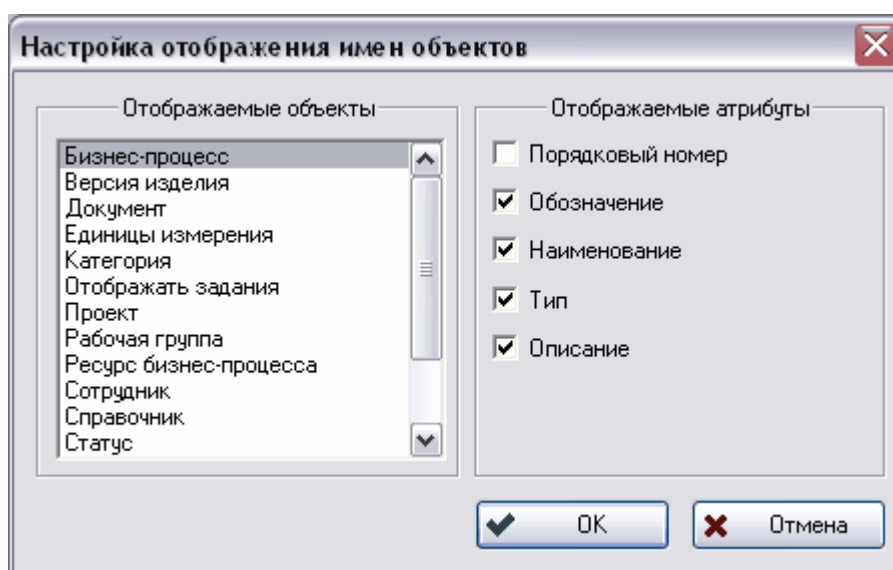 Настройка отображения имен объектов
Отображаемые объекты
Бизнес-процесс
Версия изделия
Документ
Единицы измерения
Категория
Отображать задания
Проект
Рабочая группа
Ресурс бизнес-процесса
Сотрудник
Справочник
Статус
Отображаемые атрибуты
Порядковый номер
Обозначение
Наименование
Тип
Описание
OK
Отмена